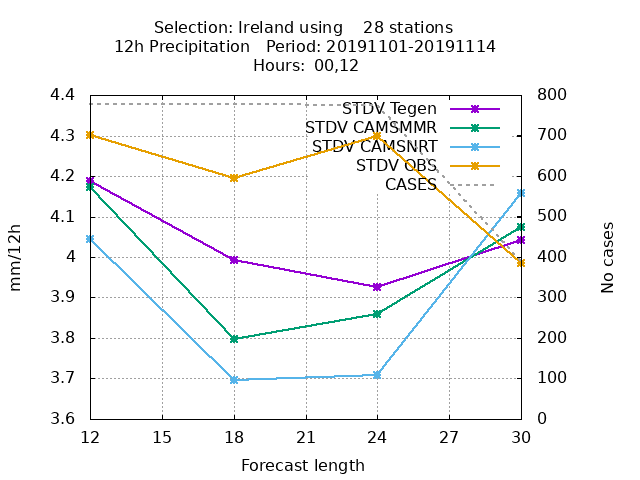 Selection: Ireland using    28 stations
12h Precipitation   Period: 20191101-20191114
Hours:  00,12
4.4
4.3
4.2
4.1
4
3.9
3.8
3.7
3.6
mm/12h
800
700
600
500
400
300
200
100
0
No cases
STDV Tegen
STDV CAMSMMR
STDV CAMSNRT
STDV OBS
CASES
12 15 18 21 24 27 30
Forecast length